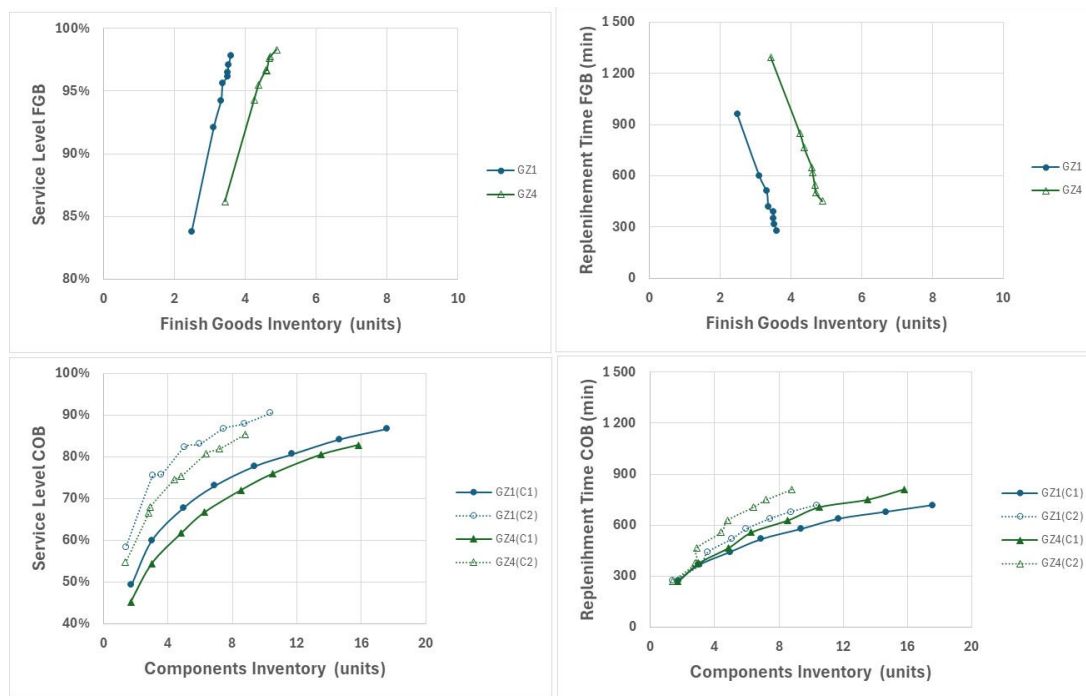 Service Level FGB
100%
95%
90%
85%
80%
0 2 4 6 8 10
Finish Goods Inventory (units)
GZ1
GZ4
Replenihement Time FGB (min)
1 500
1 200
900
600
300
0
0 2 4 6 8 10
Finish Goods Inventory (units)
GZ1
GZ4
Service Level COB
100%
90%
80%
70%
60%
50%
40%
0 4 8 12 16 20
Components Inventory (units)
GZ1(C1)
GZ1(C2)
GZ4(C1)
GZ4(C2)
Replenihment Time COB (min)
1 500
1 200
900
600
300
0
0 4 8 12 16 20
Components Inventory (units)
GZ1(C1)
GZ1(C2)
GZ4(C1)
GZ4(C2)